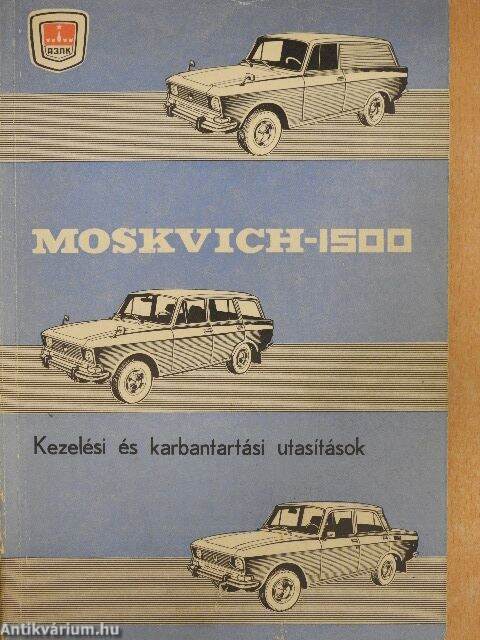 АЗЛК
MOSKVICH-1500
Kezelési és karbantartási utasítások
Antikvárium.hu